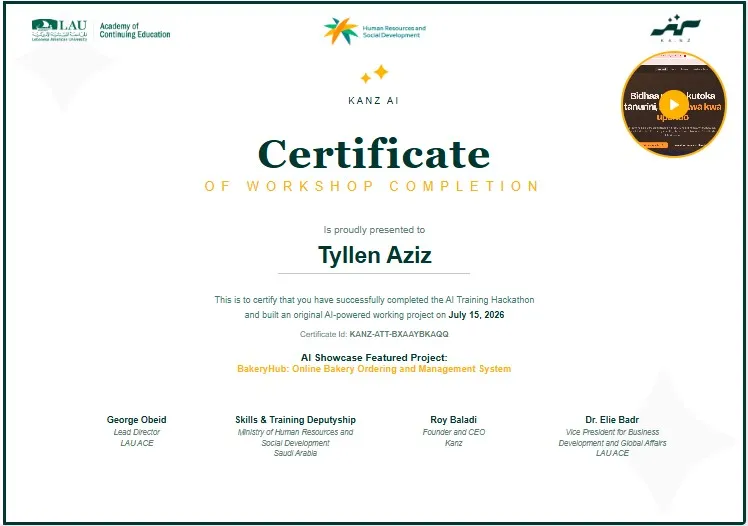 LAU
Lebanese American University
Academy of
Continuing Education
Human Resources and
Social Development
KANZ
Bidhaa kutoka
tanurini, kwa
upendo
KANZ AI
Certificate
OF WORKSHOP COMPLETION
Is proudly presented to
Tyllen Aziz
This is to certify that you have successfully completed the AI Training Hackathon
and built an original AI-powered working project on July 15, 2026
Certificate Id: KANZ-ATT-BXAAYBKAQQ
AI Showcase Featured Project:
BakeryHub: Online Bakery Ordering and Management System
George Obeid
Lead Director
LAU ACE
Skills & Training Deputyship
Ministry of Human Resources and
Social Development
Saudi Arabia
Roy Baladi
Founder and CEO
Kanz
Dr. Elie Badr
Vice President for Business
Development and Global Affairs
LAU ACE